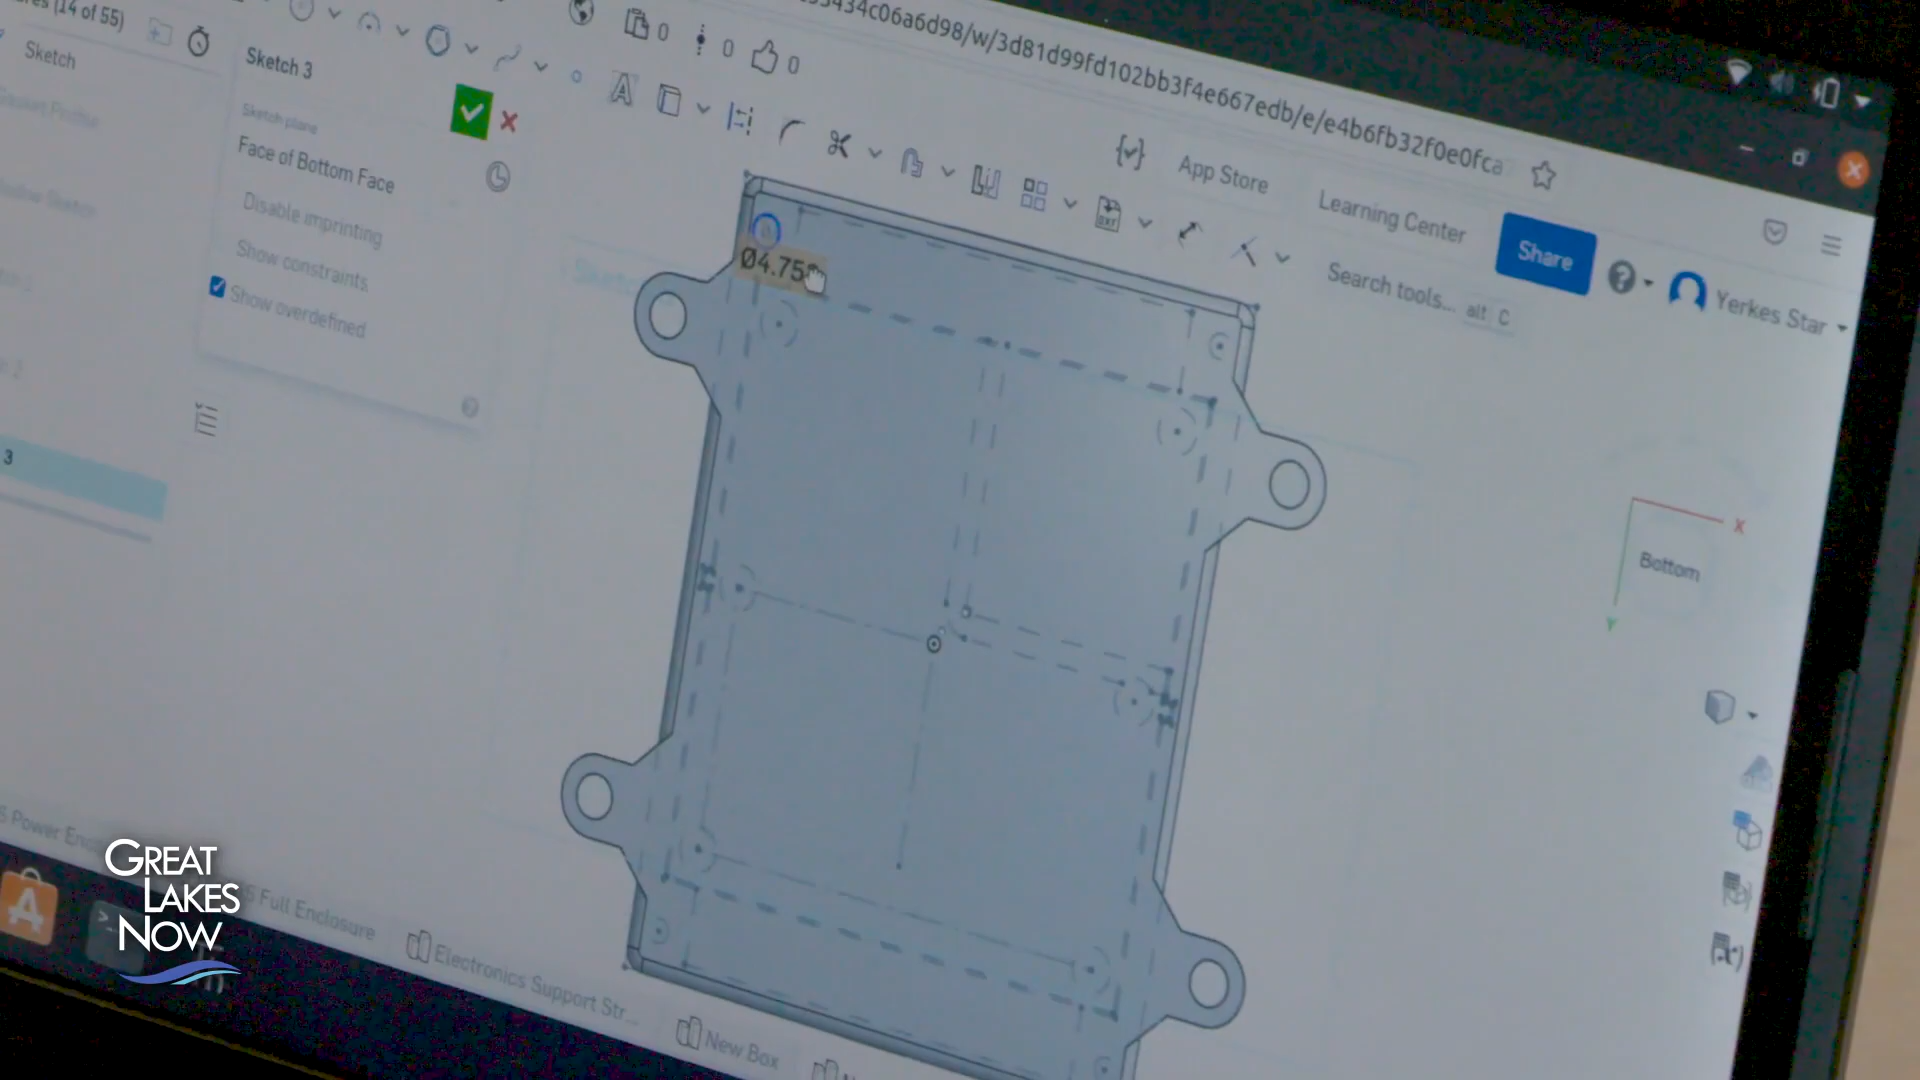 (14 of 55)
Sketch
Sketch 3
Sketch plane
Face of Bottom Face
Disable imprinting
Show constraints
Show overdefined
3
0
0
0
434c06a6d98/w/3d81d99fd102bb3f4e667edb/e/e4b6fb32f0e0fca
App Store
Learning Center
Share
Yerkes Star
Search tools... alt C
Ø4.75
Bottom
X
Y
Power
Full Enclosure
Electronics Support Str...
New Box
GREAT
LAKES
NOW